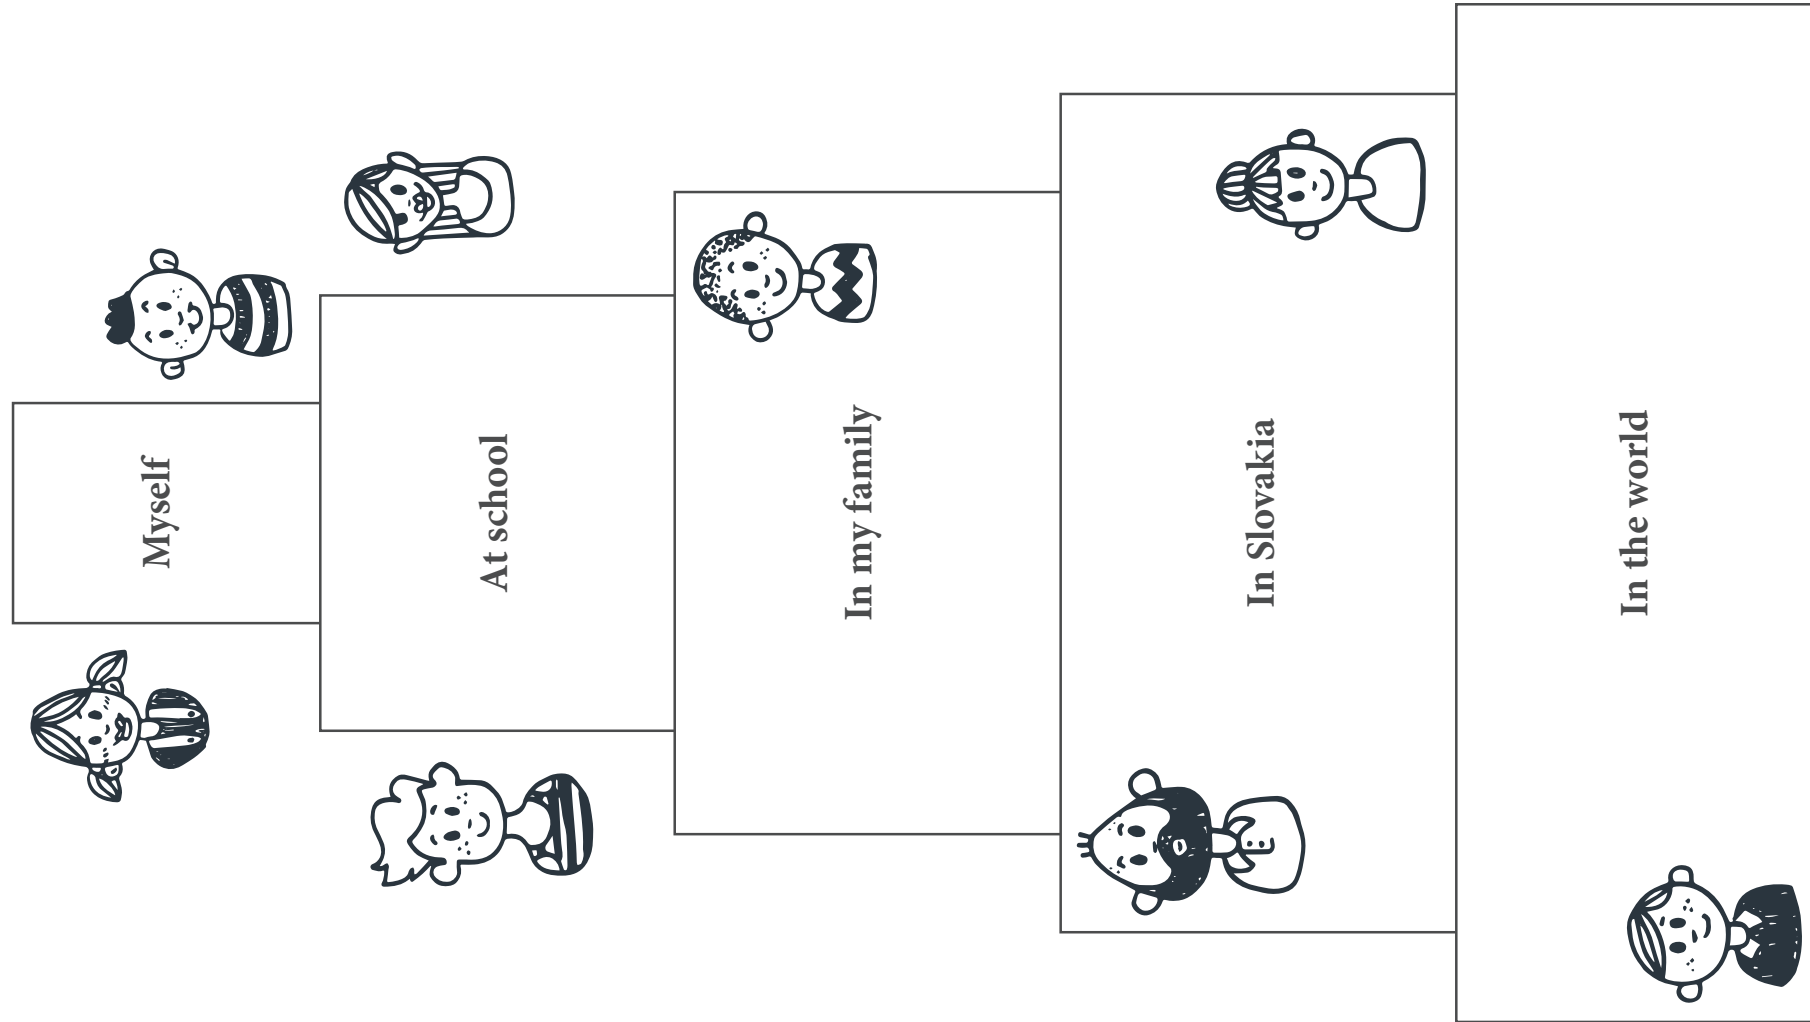 Myself
At school
In my family
In Slovakia
In the world